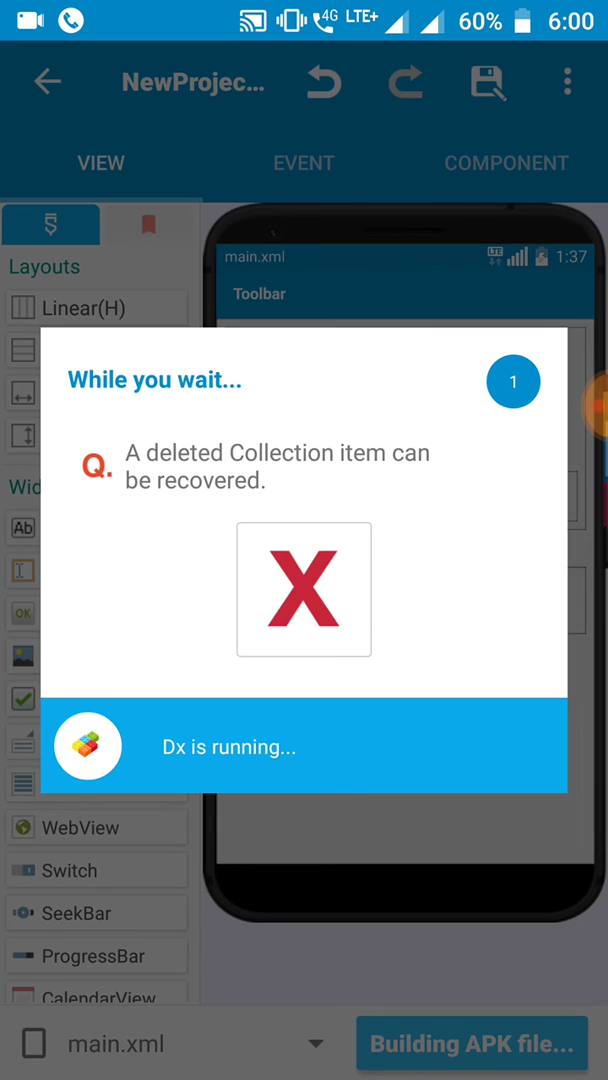 4G LTE+ 60% 6:00
NewProjec...
VIEW EVENT COMPONENT
Layouts
Linear(H)
main.xml LTE 1:37
Toolbar
While you wait... 1
Q. A deleted Collection item can
be recovered.
X
Dx is running...
Wid
Ab
OK
WebView
Switch
SeekBar
ProgressBar
CalendarView
main.xml
Building APK file...